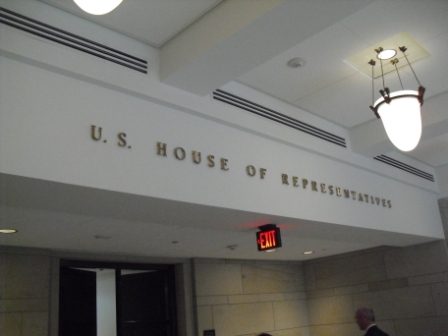 U.S. HOUSE OF REPRESENTATIVES
EXIT